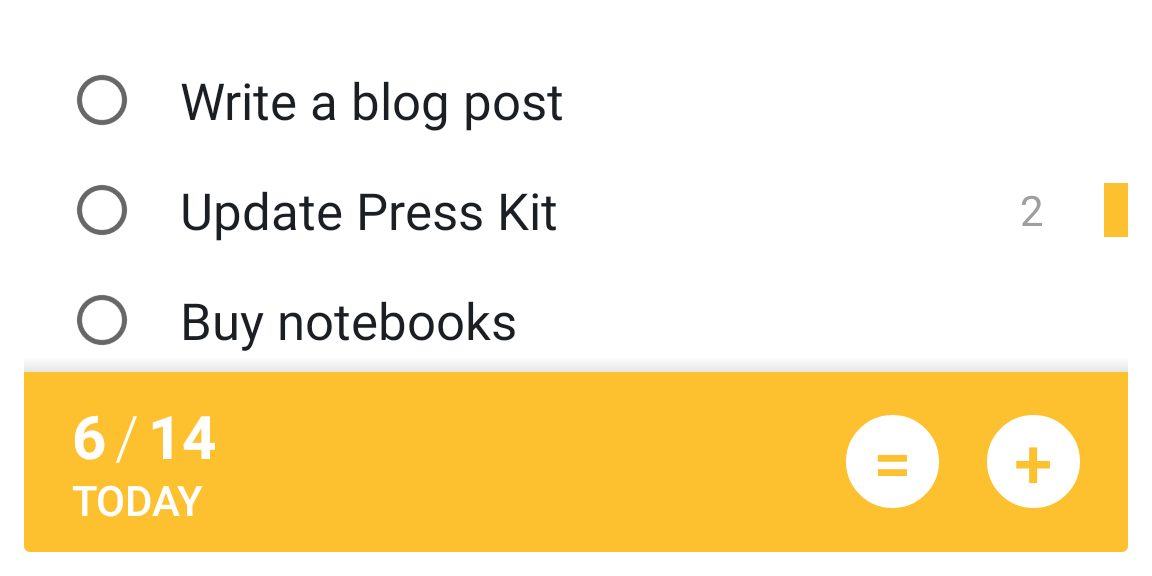 Write a blog post
Update Press Kit 2
Buy notebooks
6 / 14
TODAY
= +